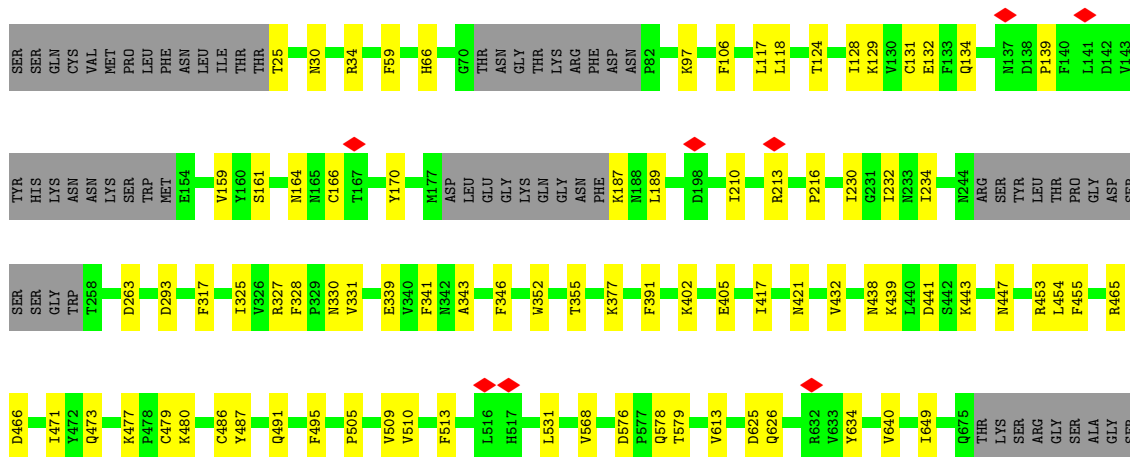 SER SER GLN CYS VAL MET PRO LEU PHE ASN LEU ILE THR THR T25 N30 R34 F59 H66 G70 THR ASN GLY THR LYS ARG PHE ASP ASN P82 K97 F106 L117 L118 T124 I128 K129 V130 C131 E132 F133 Q134 N137 D138 P139 F140 L141 D142 V143
TYR HIS LYS ASN ASN LYS SER TRP MET E154 V159 Y160 S161 N164 N165 C166 T167 Y170 M177 ASP LEU GLU GLY LYS GLN GLY ASN PHE K187 N188 L189 D198 I210 R213 P216 I230 G231 I232 N233 I234 N244 ARG SER TYR LEU THR PRO GLY ASP SER
SER SER GLY TRP T258 D263 D293 F317 I325 V326 R327 F328 P329 N330 V331 E339 V340 F341 N342 A343 F346 W352 T355 K377 F391 K402 E405 I417 N421 V432 N438 K439 L440 D441 S442 K443 N447 R453 L454 F455 R465
D466 I471 Y472 Q473 K477 P478 C479 K480 C486 Y487 Q491 F495 P505 V509 V510 F513 L516 H517 L531 V568 D576 P577 Q578 T579 V613 D625 Q626 R632 V633 Y634 V640 I649 Q675 THR LYS SER ARG GLY SER ALA GLY SER